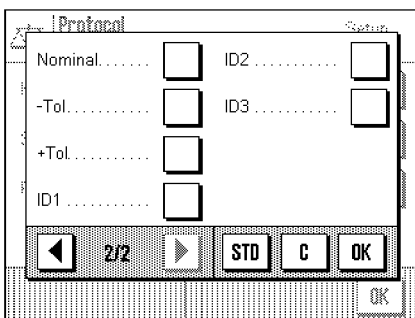 Protocol Setup
Nominal....... ID2 ...........
-Tol............ ID3 ............
+Tol............
ID1 ............
2/2 STD C OK
OK